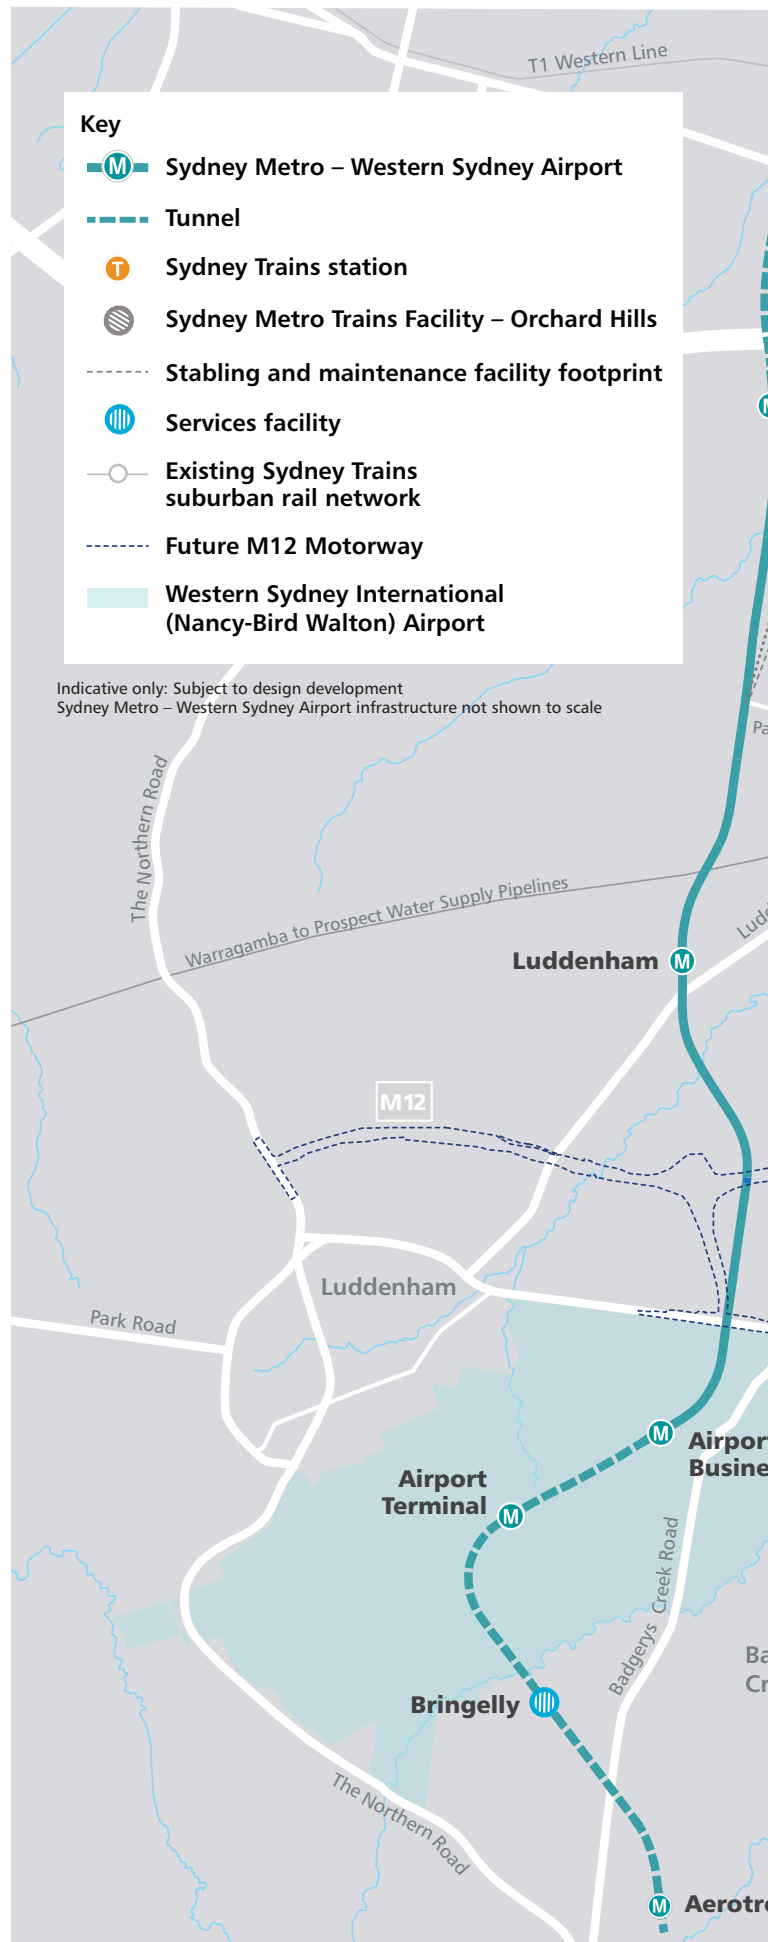 T1 Western Line
Key
M Sydney Metro – Western Sydney Airport
Tunnel
T Sydney Trains station
Sydney Metro Trains Facility – Orchard Hills
Stabling and maintenance facility footprint
Services facility
Existing Sydney Trains
suburban rail network
Future M12 Motorway
Western Sydney International
(Nancy-Bird Walton) Airport
Indicative only: Subject to design development
Sydney Metro – Western Sydney Airport infrastructure not shown to scale
The Northern Road
Warragamba to Prospect Water Supply Pipelines
Luddenham M
M12
Luddenham
Park Road
M
Airport
Terminal M
Badgerys Creek Road
Bringelly
The Northern Road
M